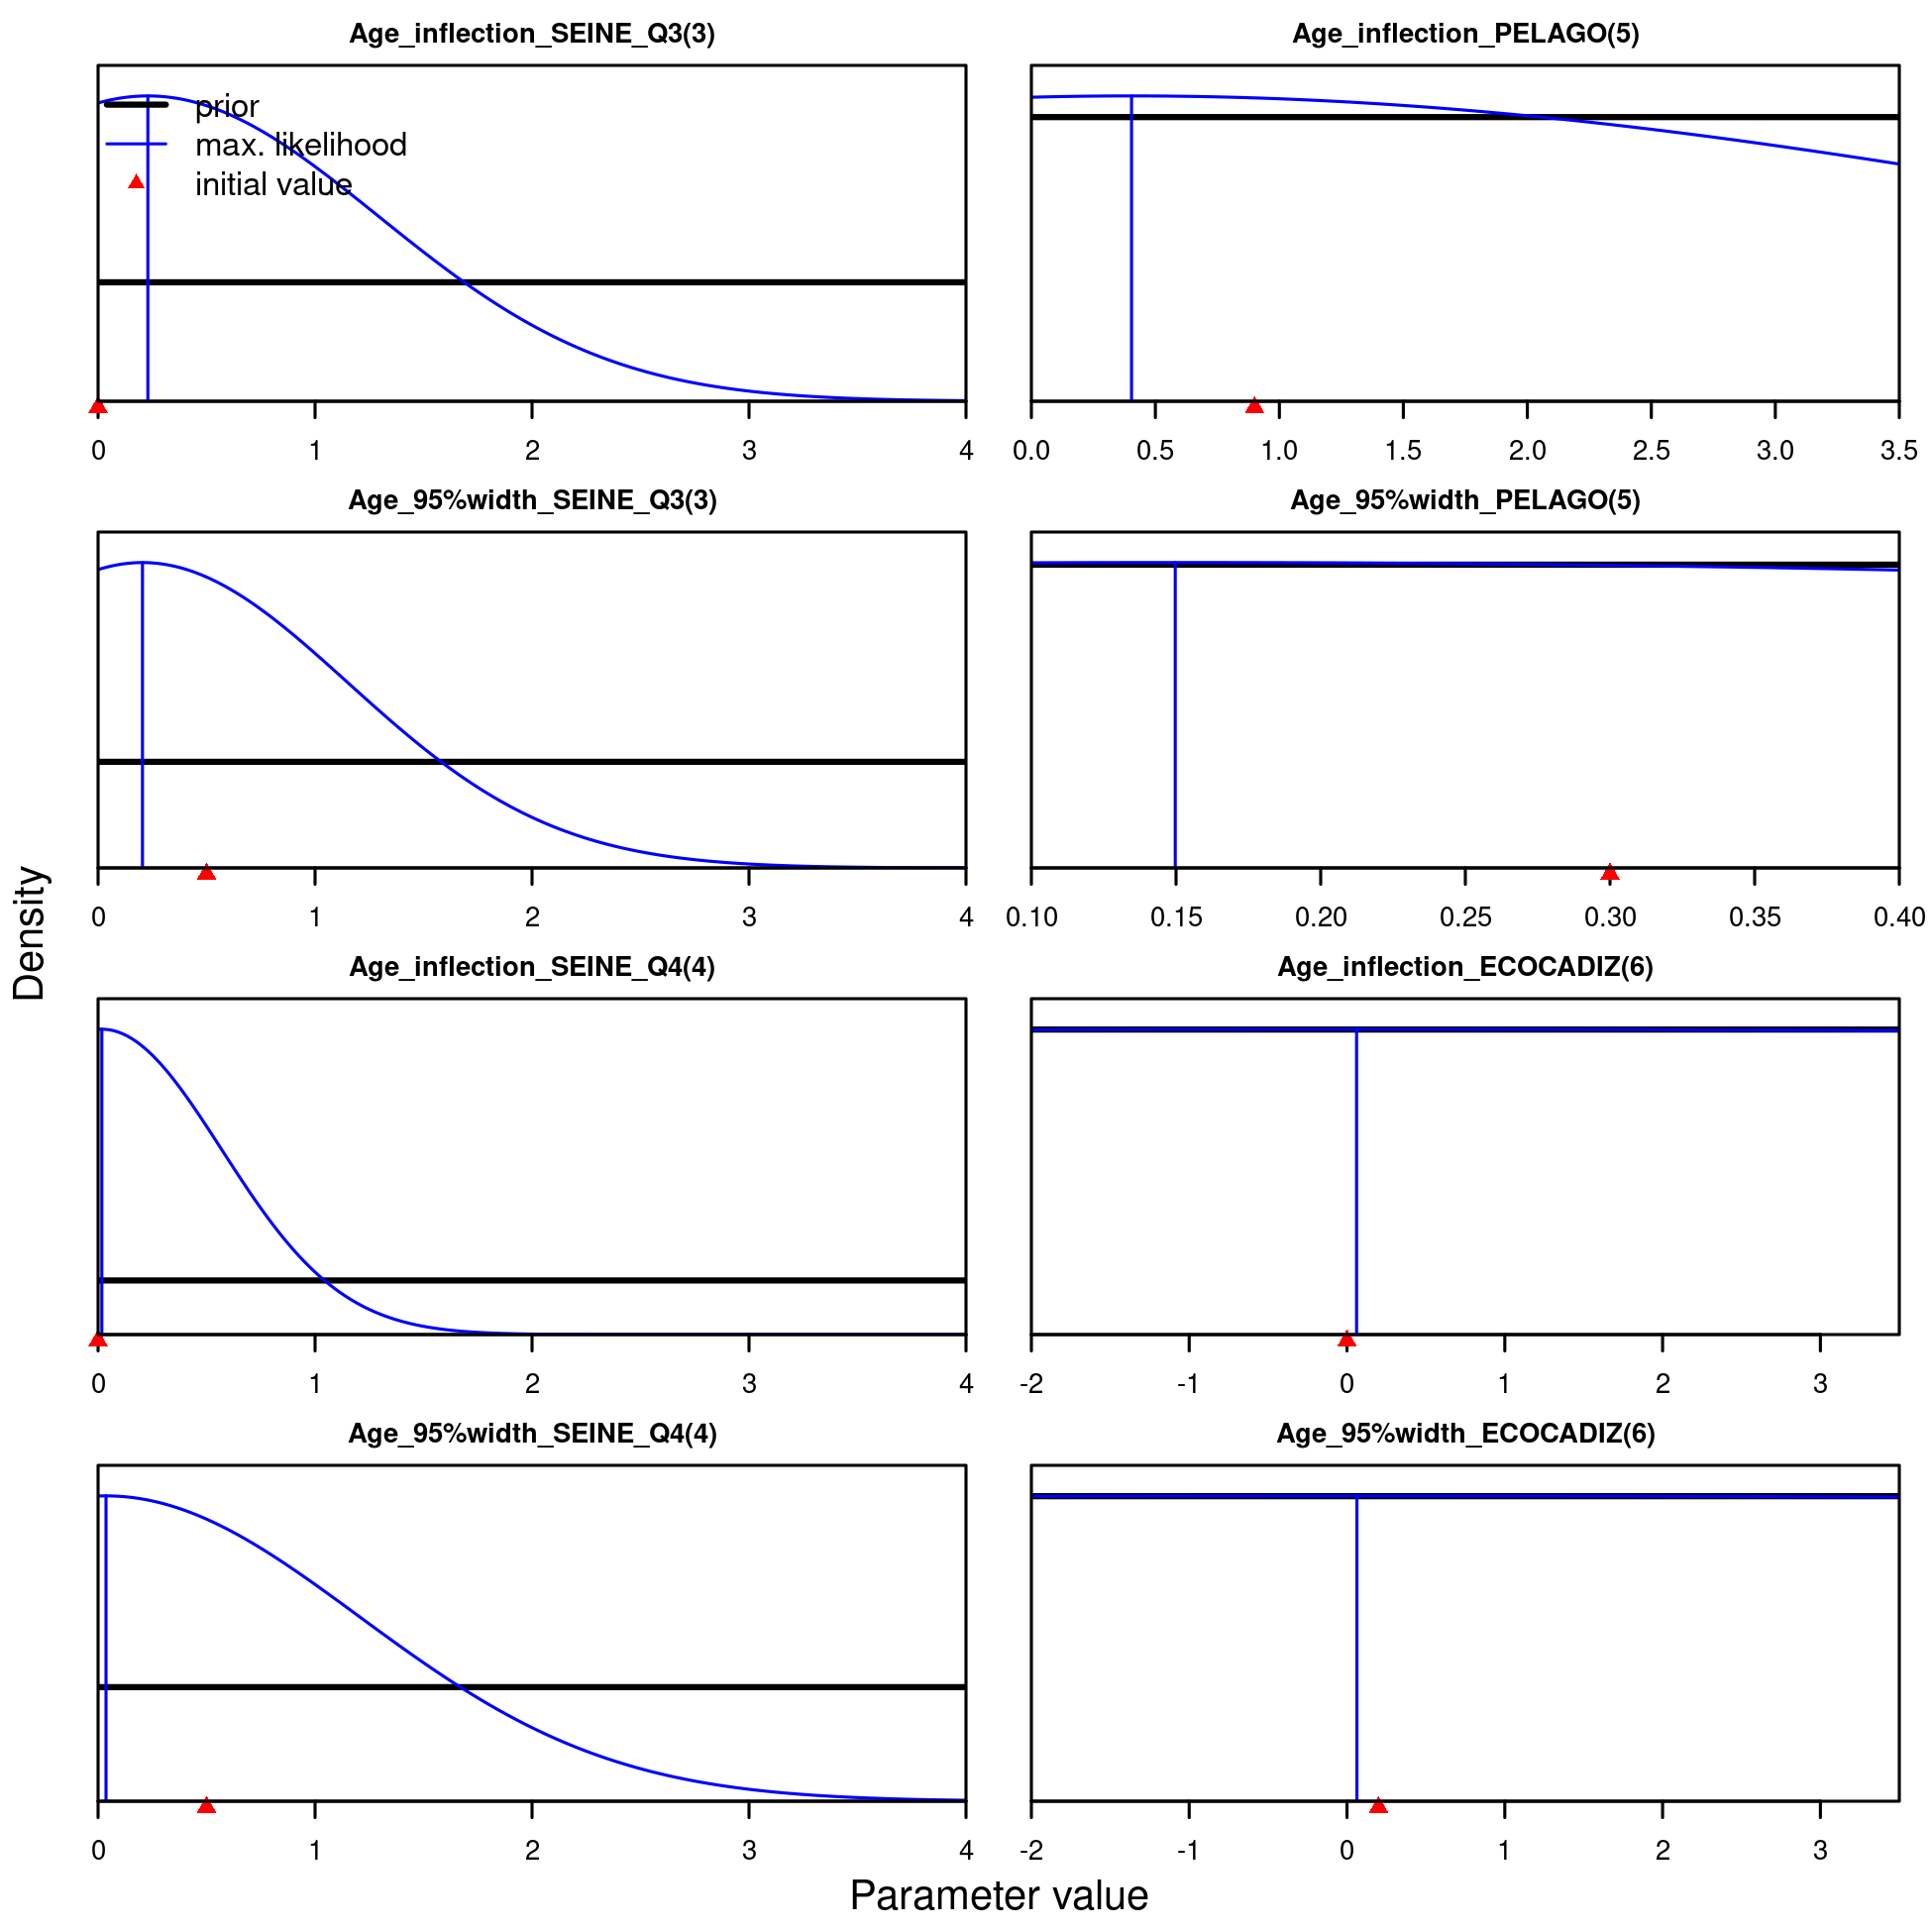 Age_inflection_SEINE_Q3(3)
prior
max. likelihood
initial value
0 1 2 3 4
Age_inflection_PELAGO(5)
0.0 0.5 1.0 1.5 2.0 2.5 3.0 3.5
Age_95%width_SEINE_Q3(3)
0 1 2 3 4
Age_95%width_PELAGO(5)
0.10 0.15 0.20 0.25 0.30 0.35 0.40
Age_inflection_SEINE_Q4(4)
0 1 2 3 4
Age_inflection_ECOCADIZ(6)
-2 -1 0 1 2 3
Age_95%width_SEINE_Q4(4)
0 1 2 3 4
Age_95%width_ECOCADIZ(6)
-2 -1 0 1 2 3
Density
Parameter value